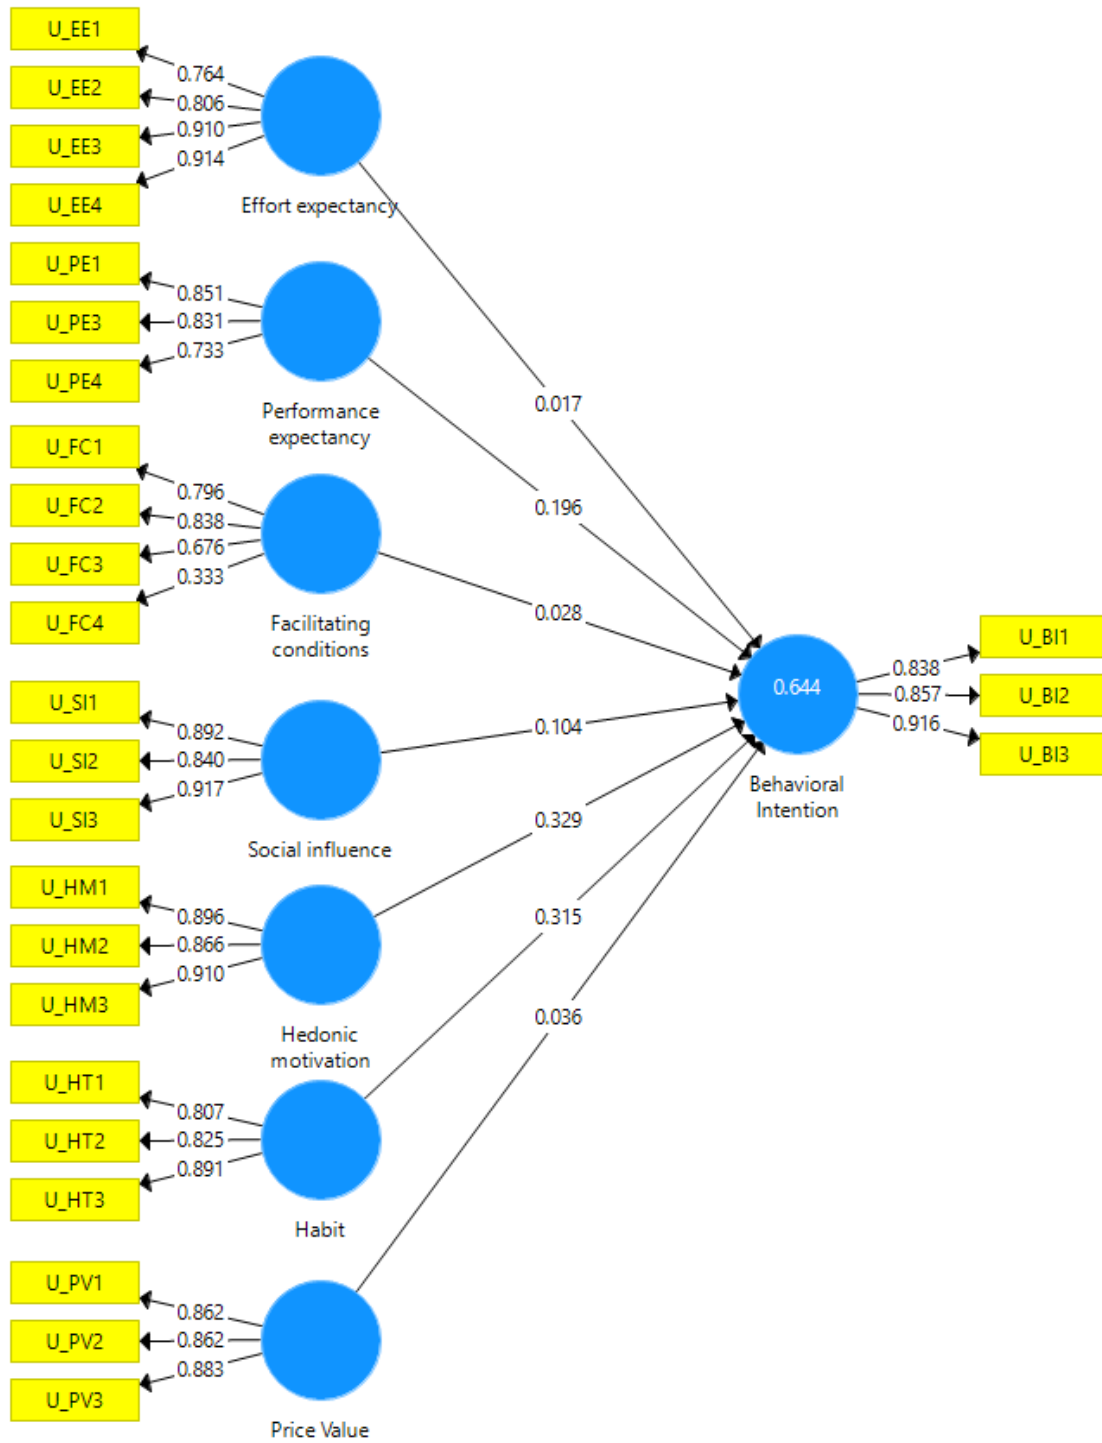 U_EE1
0.764
U_EE2
0.806
U_EE3
0.910
0.914
U_EE4
Effort expectancy
U_PE1
0.851
U_PE3
0.831
0.733
U_PE4
Performance
expectancy
U_FC1
0.796
U_FC2
0.838
U_FC3
0.676
0.333
U_FC4
Facilitating
conditions
U_SI1
0.892
U_SI2
0.840
0.917
U_SI3
Social influence
U_HM1
0.896
U_HM2
0.866
0.910
U_HM3
Hedonic
motivation
U_HT1
0.807
U_HT2
0.825
0.891
U_HT3
Habit
U_PV1
0.862
U_PV2
0.862
0.883
U_PV3
Price Value
0.017
0.196
0.028
0.104
0.329
0.315
0.036
0.644
Behavioral
Intention
0.838
0.857
0.916
U_BI1
U_BI2
U_BI3